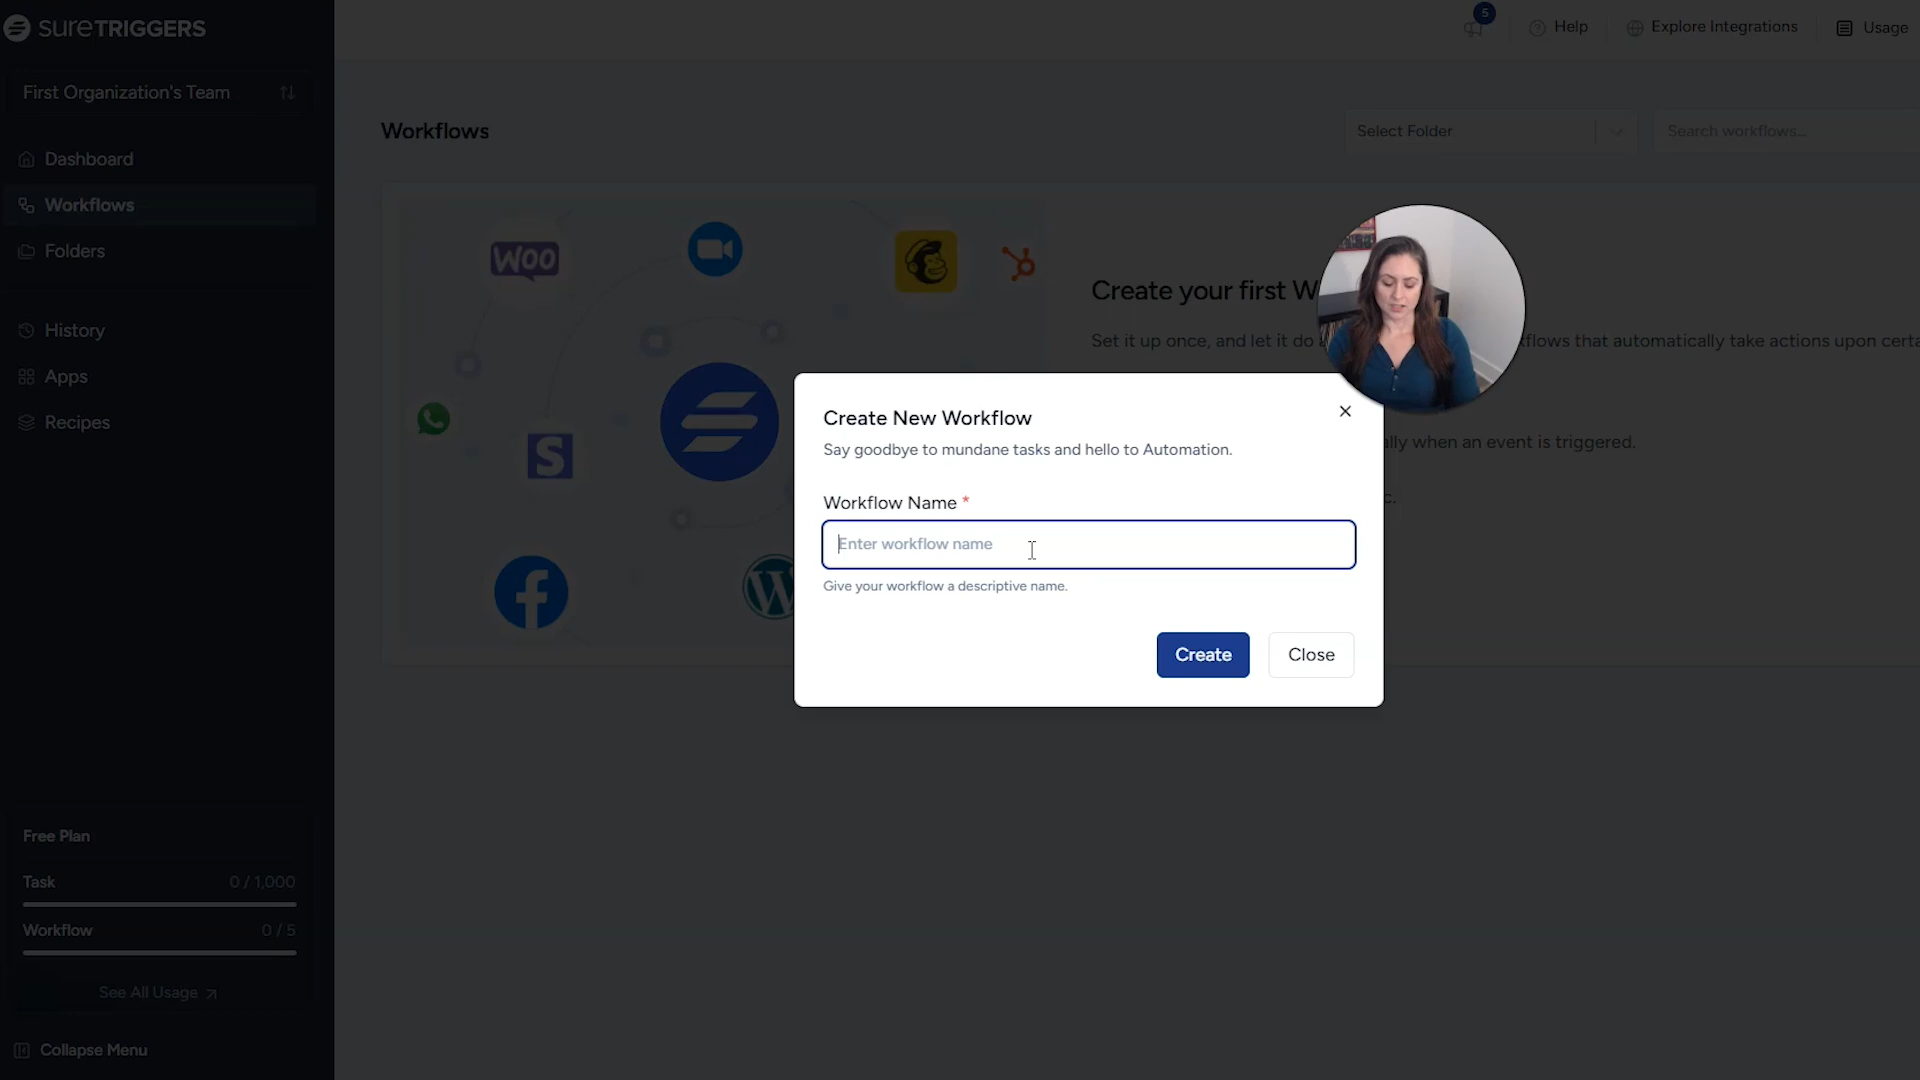 sureTRIGGERS
5
Help
Explore Integrations
Usage
First Organization's Team
Dashboard
Workflows
Folders
History
Apps
Recipes
Free Plan
Task 0 / 1,000
Workflow 0 / 5
See All Usage
Collapse Menu
Workflows
Select Folder
Search workflows...
WOO
S
Create your first W
Set it up once, and let it do
flows that automatically take actions upon certa
ally when an event is triggered.
c.
Create New Workflow
Say goodbye to mundane tasks and hello to Automation.
Workflow Name *
Enter workflow name
Give your workflow a descriptive name.
Create
Close